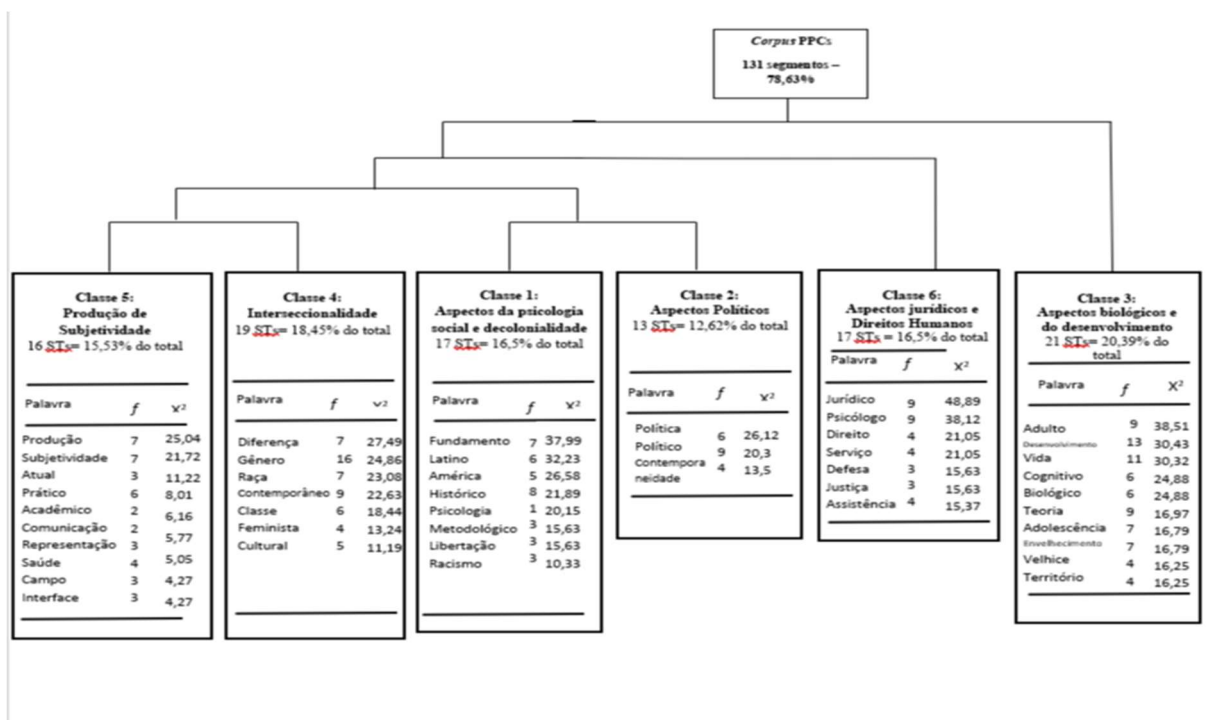 Corpus PPCs
131 segmentos –
78,63%
Classe 5:
Produção de
Subjetividade
16 STs= 15,53% do total
Palavra f x²
Produção 7 25,04
Subjetividade 7 21,72
Atual 3 11,22
Prático 6 8,01
Acadêmico 2 6,16
Comunicação 2 5,77
Representação 3 5,05
Saúde 4 4,27
Campo 3 4,27
Interface 3
Classe 4:
Interseccionalidade
19 STs= 18,45% do total
Palavra f v²
Diferença 7 27,49
Gênero 16 24,86
Raça 7 23,08
Contemporâneo 9 22,63
Classe 6 18,44
Feminista 4 13,24
Cultural 5 11,19
Classe 1:
Aspectos da psicologia
social e decolonialidade
17 STs= 16,5% do total
Palavra f x²
Fundamento 7 37,99
Latino 6 32,23
América 5 26,58
Histórico 8 21,89
Psicologia 1 20,15
Metodológico 3 15,63
Libertação 3 15,63
Racismo 3 10,33
Classe 2:
Aspectos Políticos
13 STs= 12,62% do total
Palavra f x²
Política 6 26,12
Político 9 20,3
Contempora 4 13,5
neidade
Classe 6:
Aspectos jurídicos e
Direitos Humanos
17 STs = 16,5% do total
Palavra f X²
Jurídico 9 48,89
Psicólogo 9 38,12
Direito 4 21,05
Serviço 4 21,05
Defesa 3 15,63
Justiça 3 15,63
Assistência 4 15,37
Classe 3:
Aspectos biológicos e
do desenvolvimento
21 STs= 20,39% do
total
Palavra f X²
Adulto 9 38,51
Desenvolvimento 13 30,43
Vida 11 30,32
Cognitivo 6 24,88
Biológico 6 24,88
Teoria 9 16,97
Adolescência 7 16,79
Envelhecimento 7 16,79
Velhice 4 16,25
Território 4 16,25